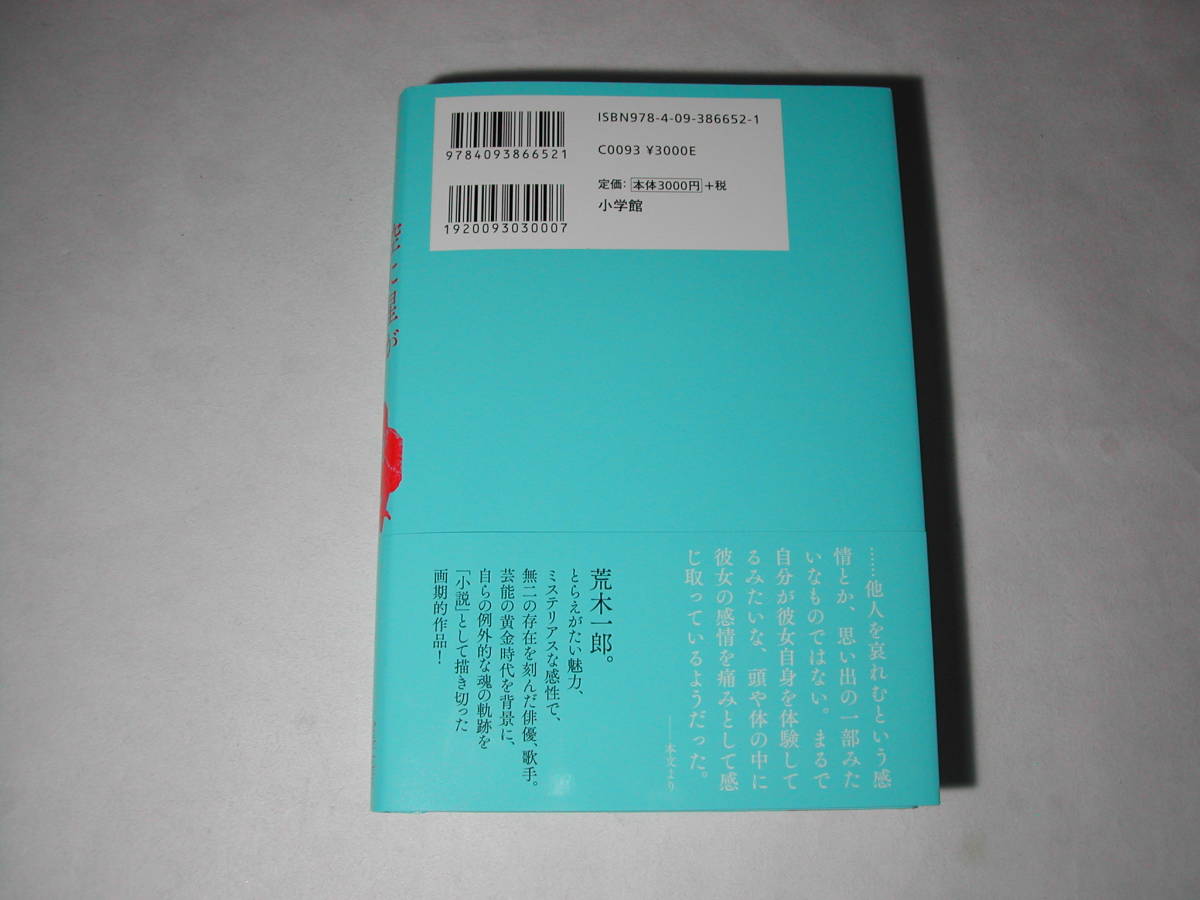 ISBN978-4-09-386652-1
9784093866521
C0093 ¥3000E
定価: 本体3000円 +税
1920093030007
小学館
空に星が
……他人を哀れむという感
情とか、思い出の一部みた
いなものではない。まるで
自分が彼女自身を体験して
るみたいな、頭や体の中に
彼女の感情を痛みとして感
じ取っているようだった。
――本文より
荒木一郎。
とらえがたい魅力、
ミステリアスな感性で、
無二の存在を刻んだ俳優、歌手。
芸能の黄金時代を背景に、
自らの例外的な魂の軌跡を
「小説」として描き切った
画期的作品！